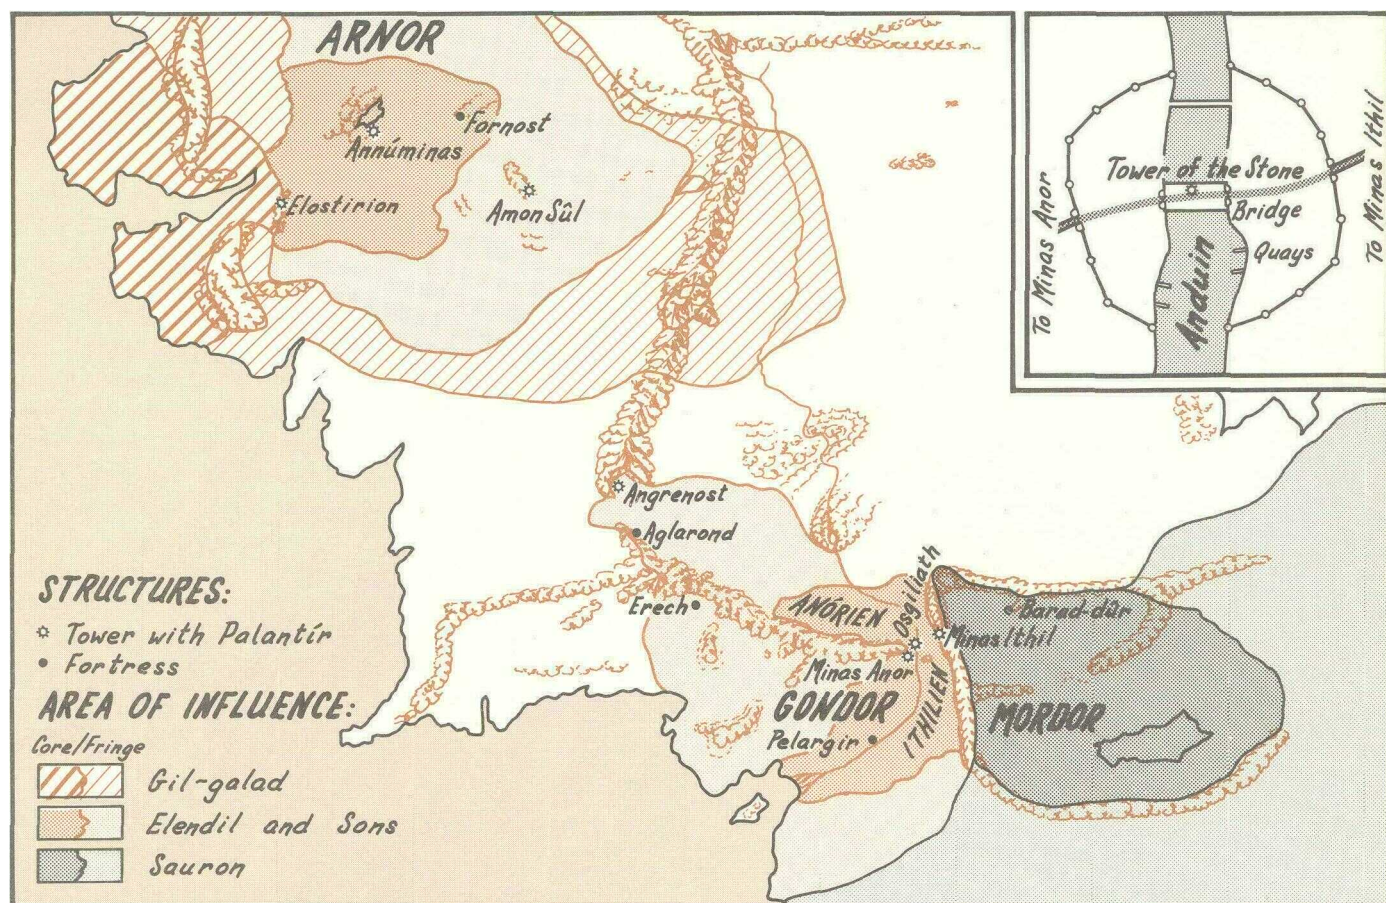 ARNOR
Fornost
Annúminas
Elostirion
Amon Sûl
Angrenost
Aglarond
Erech
ANÓRIEN
Osgiliath
Barad-dûr
Minas Ithil
Minas Anor
GONDOR
ITHILIEN
MORDOR
Pelargir
STRUCTURES:
Tower with Palantír
Fortress
AREA OF INFLUENCE:
Core/Fringe
Gil-galad
Elendil and Sons
Sauron
To Minas Anor
Tower of the Stone
Bridge
Quays
Anduin
To Minas Ithil